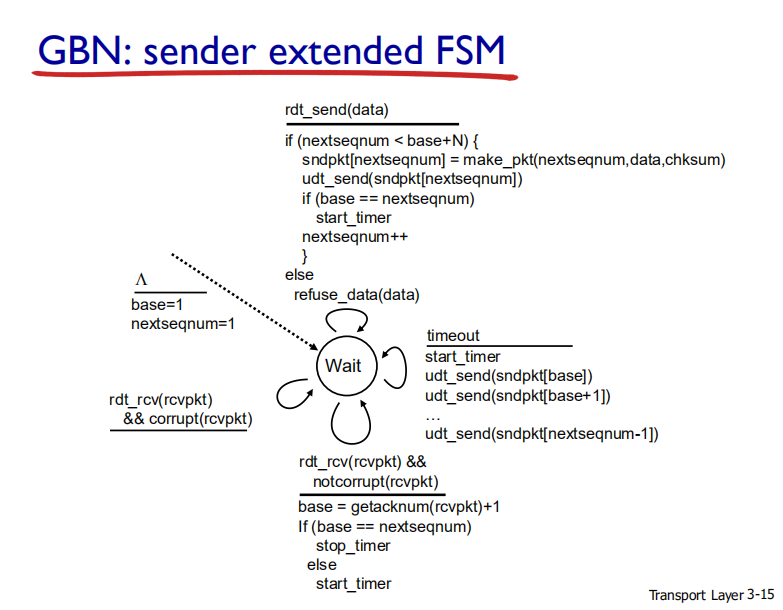 GBN: sender extended FSM
rdt_send(data)
if (nextseqnum < base+N) {
sndpkt[nextseqnum] = make_pkt(nextseqnum,data,chksum)
udt_send(sndpkt[nextseqnum])
if (base == nextseqnum)
start_timer
nextseqnum++
}
else
refuse_data(data)
Λ
base=1
nextseqnum=1
Wait
timeout
start_timer
udt_send(sndpkt[base])
udt_send(sndpkt[base+1])
…
udt_send(sndpkt[nextseqnum-1])
rdt_rcv(rcvpkt)
&& corrupt(rcvpkt)
rdt_rcv(rcvpkt) &&
notcorrupt(rcvpkt)
base = getacknum(rcvpkt)+1
If (base == nextseqnum)
stop_timer
else
start_timer
Transport Layer 3-15